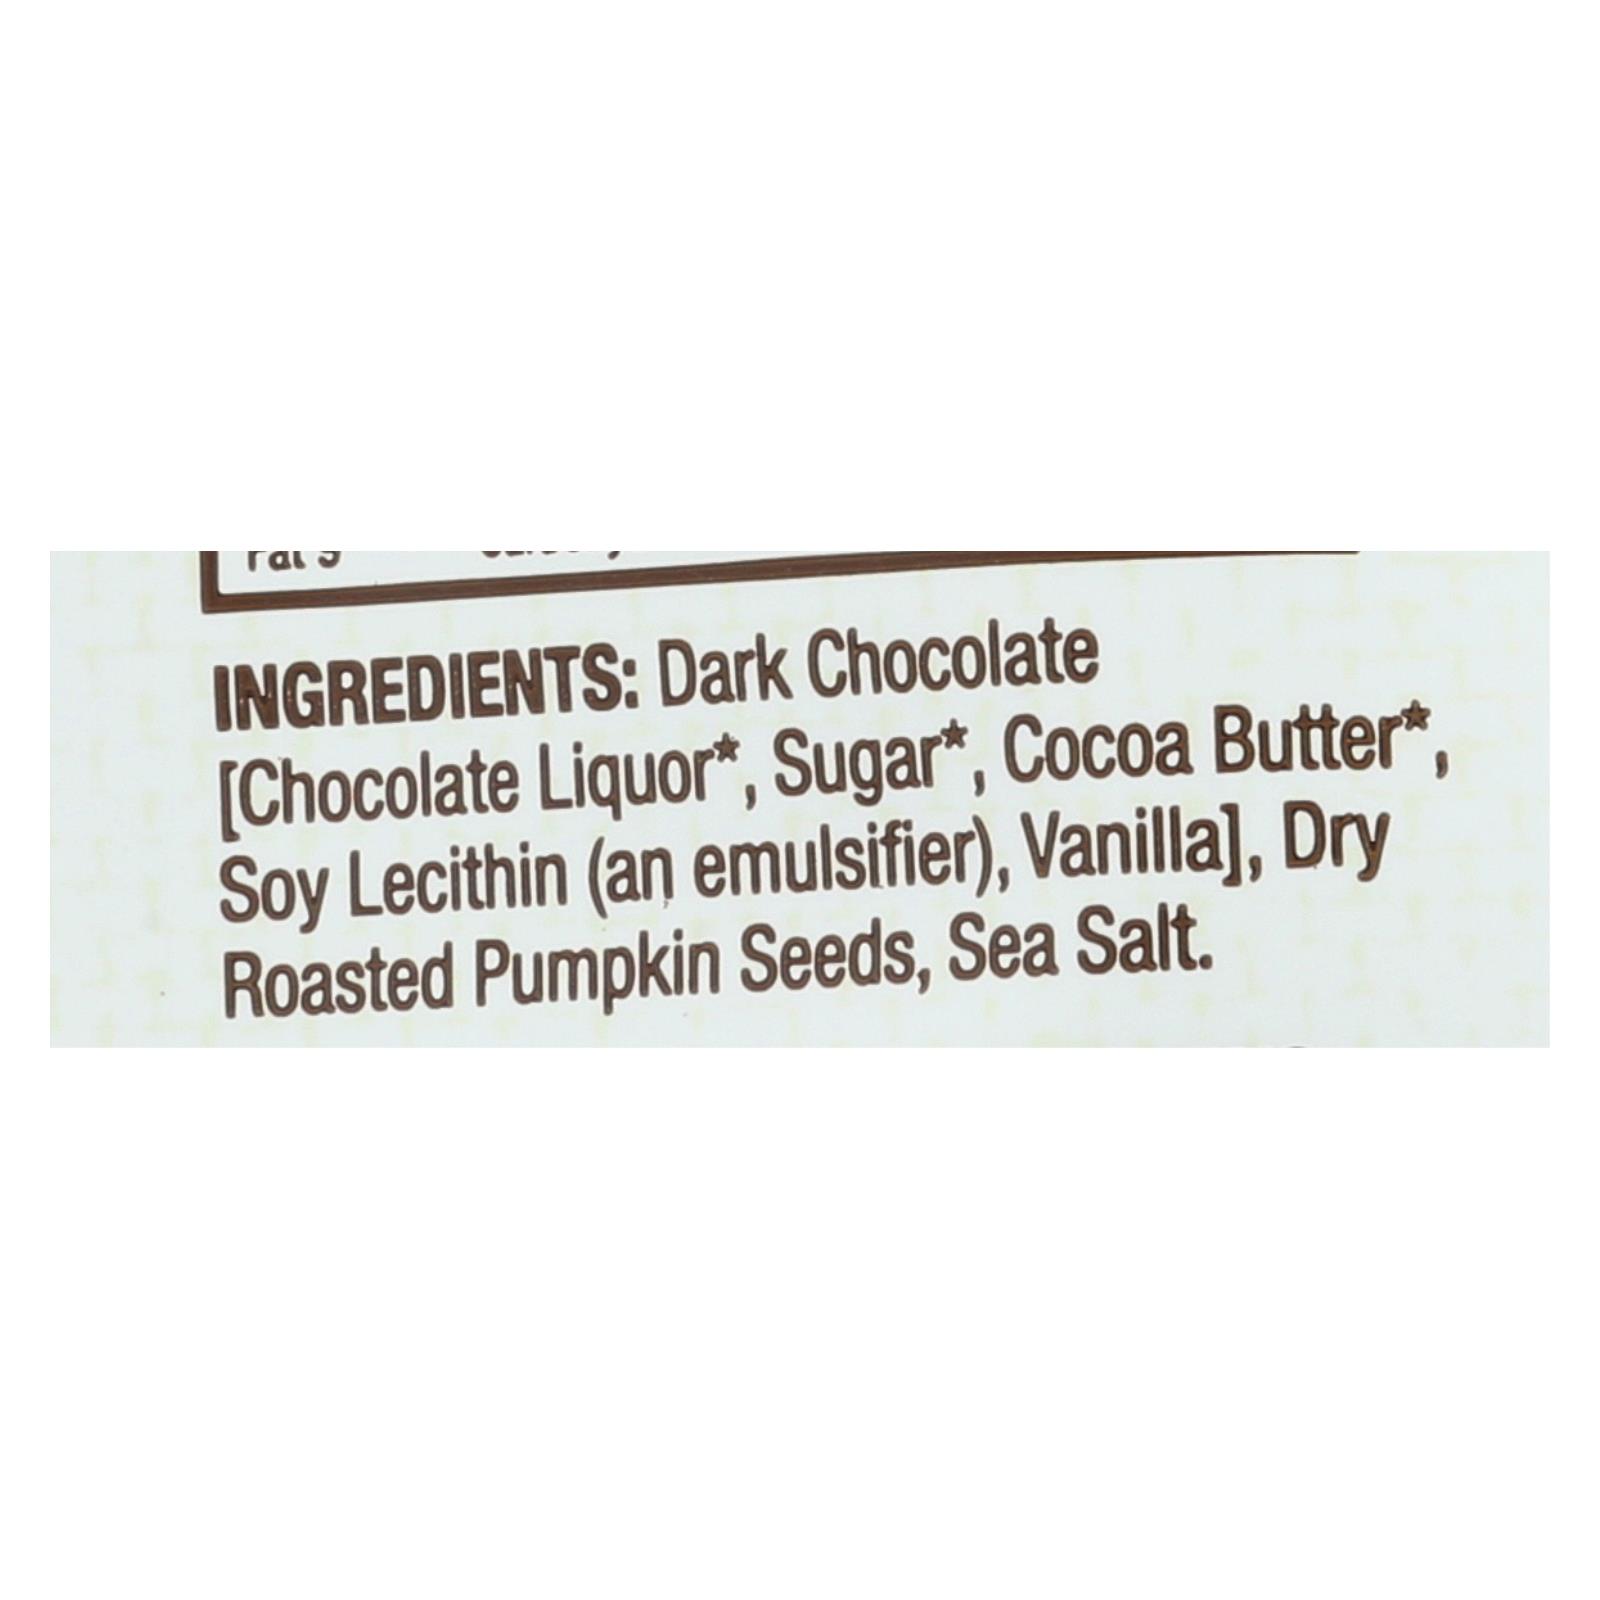 Fat 9
INGREDIENTS: Dark Chocolate
[Chocolate Liquor*, Sugar*, Cocoa Butter*,
Soy Lecithin (an emulsifier), Vanilla], Dry
Roasted Pumpkin Seeds, Sea Salt.